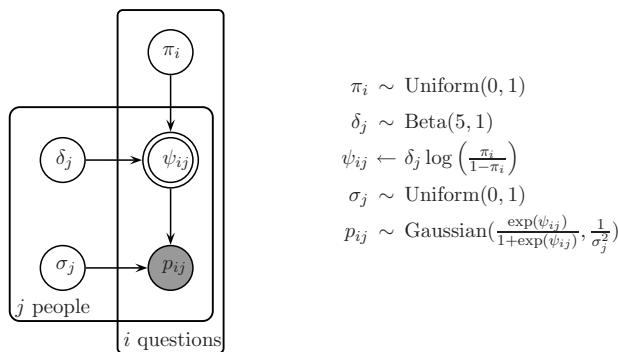 π_i
δ_j
ψ_ij
σ_j
p_ij
j people
i questions
π_i ∼ Uniform(0, 1)
δ_j ∼ Beta(5, 1)
ψ_ij ← δ_j log (π_i / 1−π_i)
σ_j ∼ Uniform(0, 1)
p_ij ∼ Gaussian(exp(ψ_ij) / 1+exp(ψ_ij), 1 / σ_j^2)